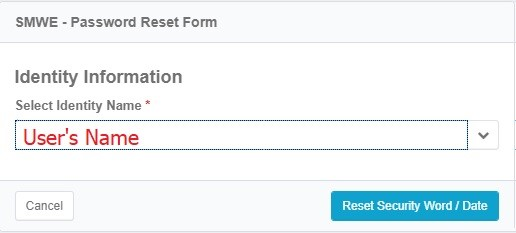 SMWE - Password Reset Form
Identity Information
Select Identity Name *
User's Name
Cancel
Reset Security Word / Date